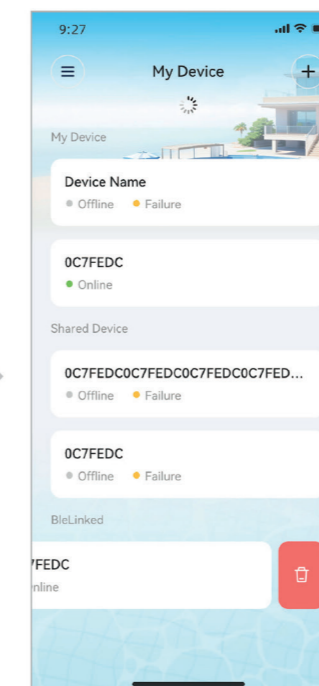 9:27
My Device
My Device
Device Name
Offline Failure
0C7FEDC
Online
Shared Device
0C7FEDC0C7FEDC0C7FEDC0C7FED...
Offline Failure
0C7FEDC
Offline Failure
BleLinked
7FEDC
nline